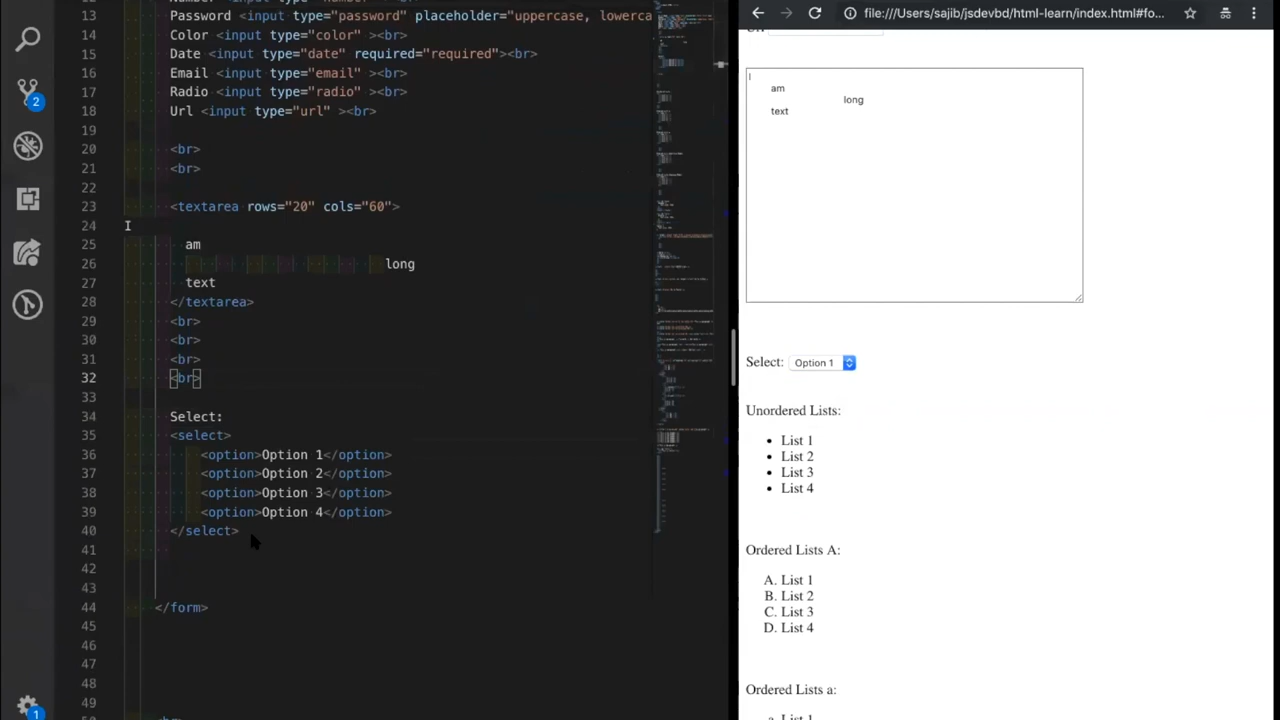 13 Password <input type="password" placeholder="uppercase, lowerca
14 Color <input type="color" ><br>
15 Date <input type="date" required="required"><br>
16 Email <input type="email" ><br>
17 Radio <input type="radio" ><br>
18 Url <input type="url" ><br>
19
20 <br>
21 <br>
22
23 <textarea rows="20" cols="60">
24 I
25 am
26 long
27 text
28 </textarea>
29 <br>
30 <br>
31 <br>
32 <br>
33
34 Select:
35 <select>
36 <option>Option 1</option>
37 <option>Option 2</option>
38 <option>Option 3</option>
39 <option>Option 4</option>
40 </select>
41
42
43
44 </form>
45
46
47
48
49
2
1
file:///Users/sajib/jsdevbd/html-learn/index.html#fo...
I
am
long
text
Select: Option 1
Unordered Lists:
• List 1
• List 2
• List 3
• List 4
Ordered Lists A:
A. List 1
B. List 2
C. List 3
D. List 4
Ordered Lists a:
a. List 1